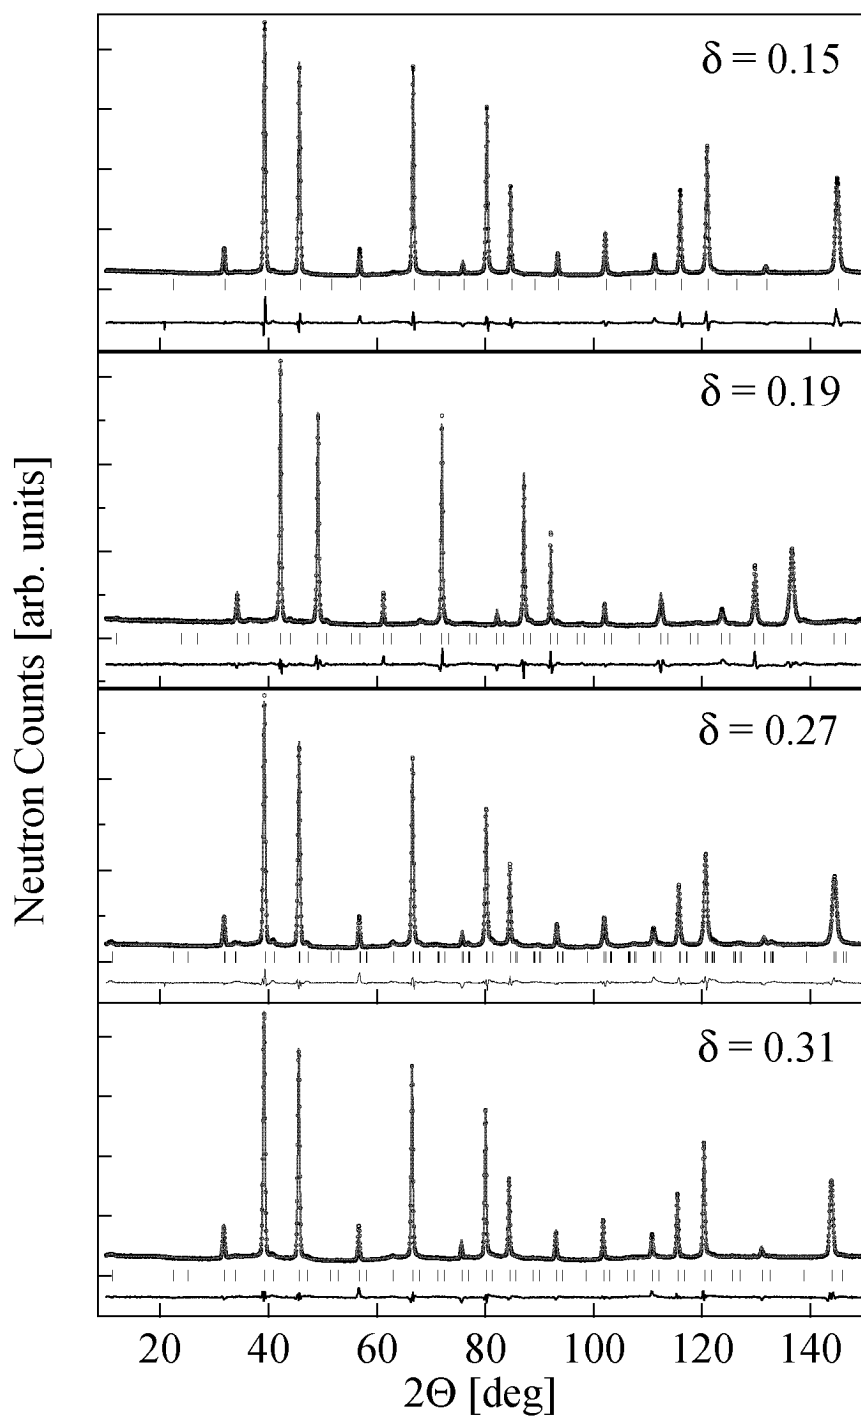 δ = 0.15
δ = 0.19
δ = 0.27
δ = 0.31
Neutron Counts [arb. units]
20 40 60 80 100 120 140
2Θ [deg]